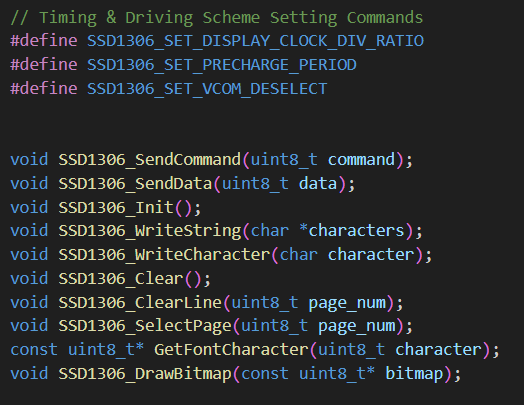 // Timing & Driving Scheme Setting Commands
#define SSD1306_SET_DISPLAY_CLOCK_DIV_RATIO
#define SSD1306_SET_PRECHARGE_PERIOD
#define SSD1306_SET_VCOM_DESELECT
void SSD1306_SendCommand(uint8_t command);
void SSD1306_SendData(uint8_t data);
void SSD1306_Init();
void SSD1306_WriteString(char *characters);
void SSD1306_WriteCharacter(char character);
void SSD1306_Clear();
void SSD1306_ClearLine(uint8_t page_num);
void SSD1306_SelectPage(uint8_t page_num);
const uint8_t* GetFontCharacter(uint8_t character);
void SSD1306_DrawBitmap(const uint8_t* bitmap);